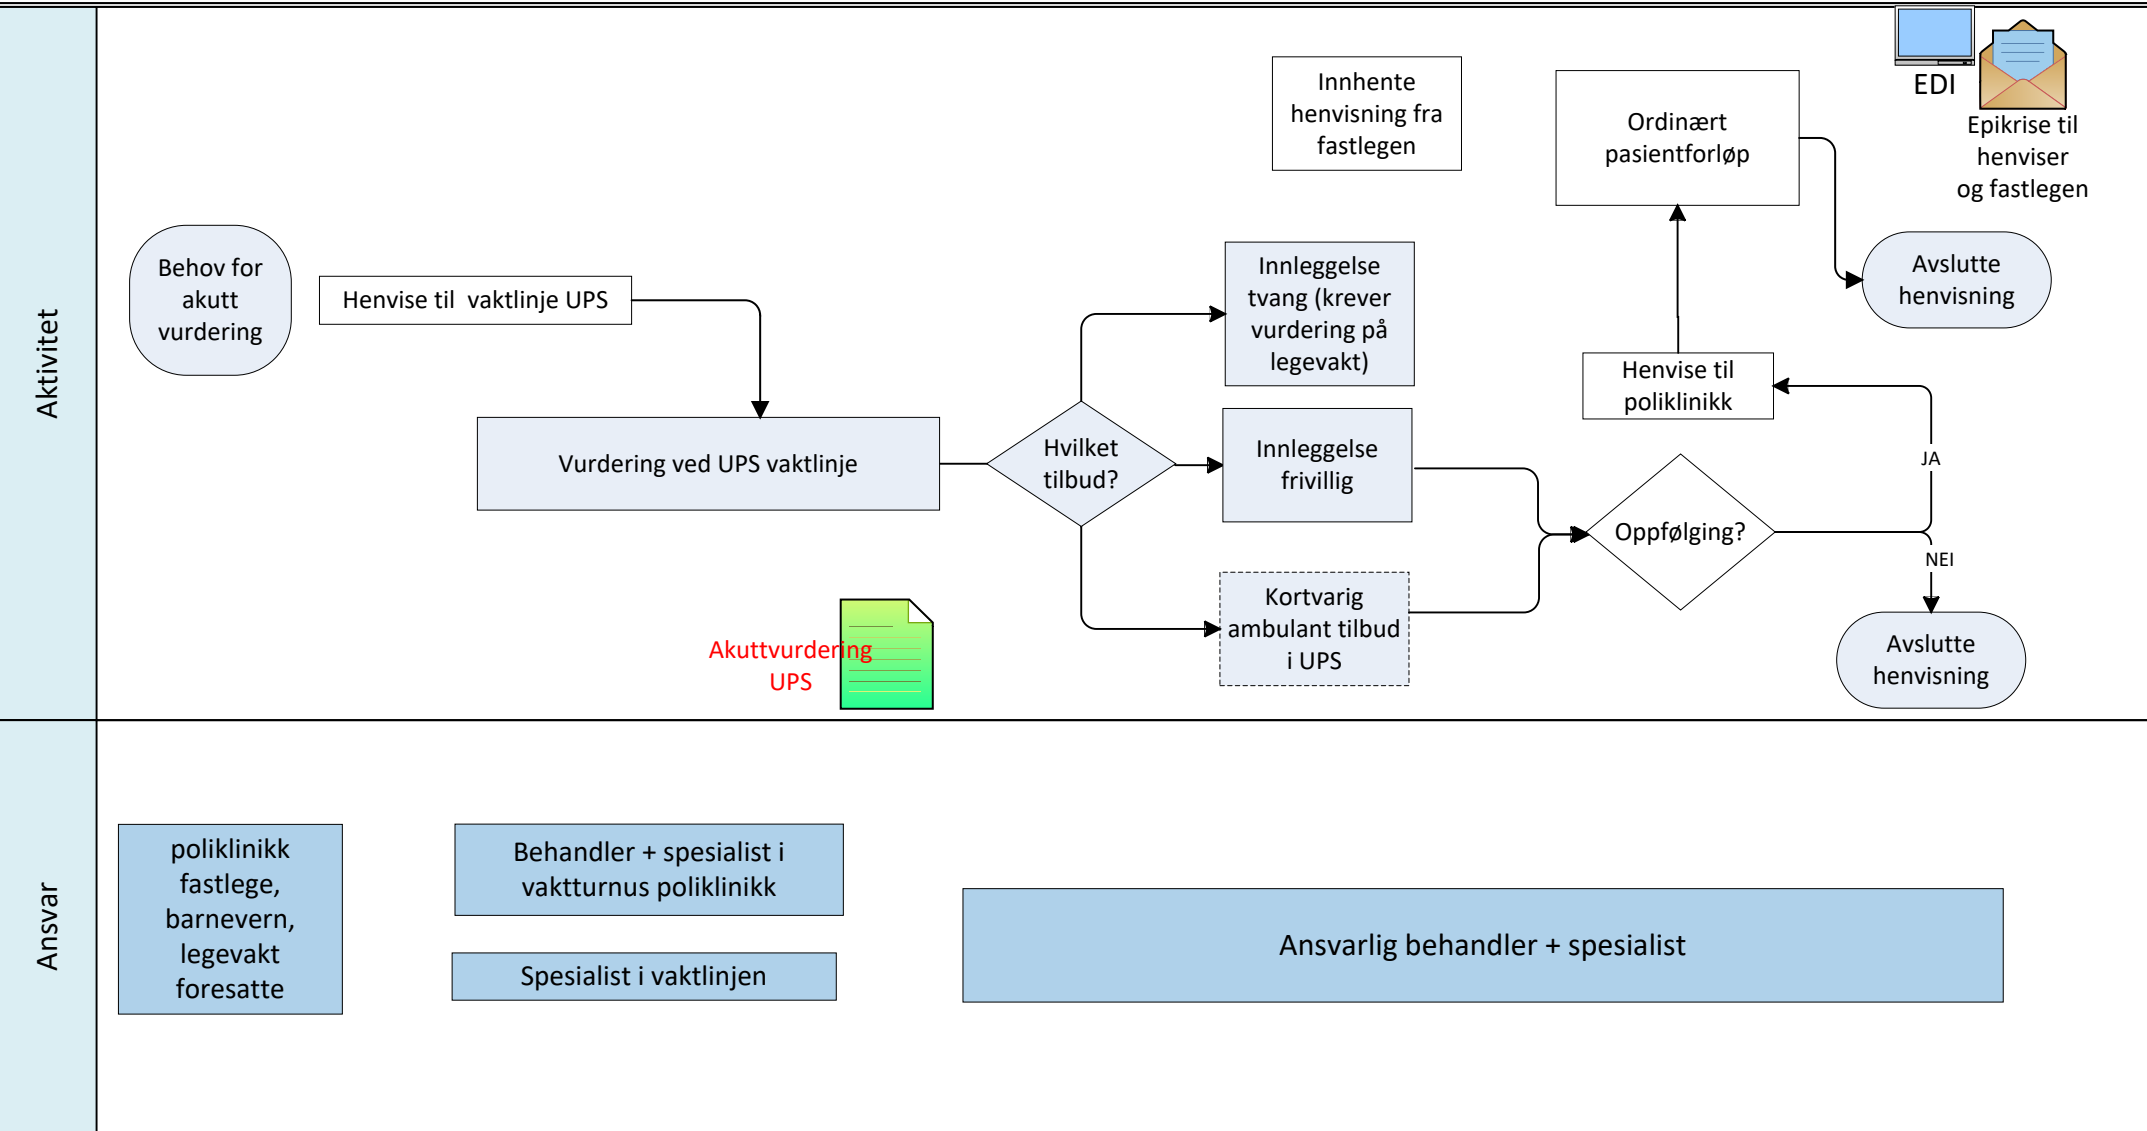 Aktivitet
EDI
Epikrise til
henviser
og fastlegen
Innhente
henvisning fra
fastlegen
Ordinært
pasientforløp
Behov for
akutt
vurdering
Henvise til  vaktlinje UPS
Innleggelse
tvang (krever
vurdering på
legevakt)
Avslutte
henvisning
Henvise til
poliklinikk
Vurdering ved UPS vaktlinje
Hvilket
tilbud?
Innleggelse
frivillig
JA
Oppfølging?
NEI
Kortvarig
ambulant tilbud
i UPS
Akuttvurdering
UPS
Avslutte
henvisning
Ansvar
poliklinikk
fastlege,
barnevern,
legevakt
foresatte
Behandler + spesialist i
vaktturnus poliklinikk
Spesialist i vaktlinjen
Ansvarlig behandler + spesialist